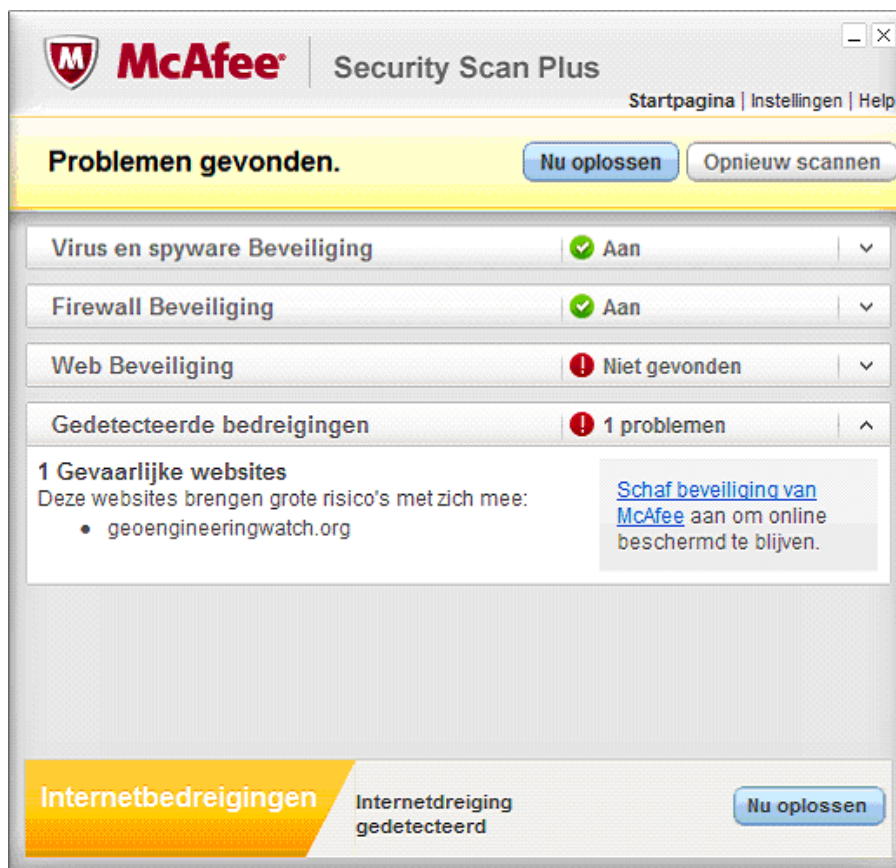 McAfee® Security Scan Plus
Startpagina | Instellingen | Help
Problemen gevonden. Nu oplossen Opnieuw scannen
Virus en spyware Beveiliging Aan
Firewall Beveiliging Aan
Web Beveiliging Niet gevonden
Gedetecteerde bedreigingen 1 problemen
1 Gevaarlijke websites
Deze websites brengen grote risico's met zich mee:
• geoengineeringwatch.org
Schaf beveiliging van
McAfee aan om online
beschermd te blijven.
Internetbedreigingen
Internetdreiging
gedetecteerd
Nu oplossen